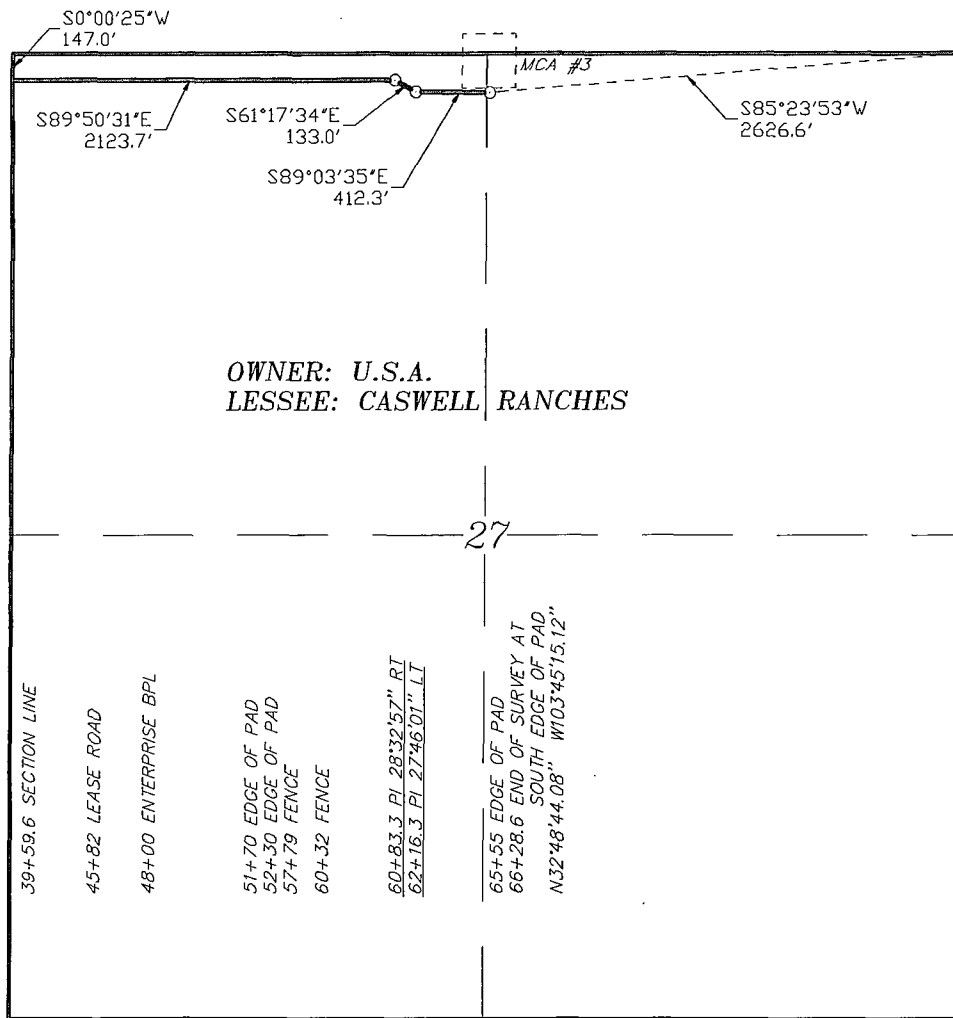 S0°00'25"W
147.0'
MCA #3
S89°50'31"E
2123.7'
S61°17'34"E
133.0'
S85°23'53"W
2626.6'
S89°03'35"E
412.3'
OWNER: U.S.A.
LESSEE: CASWELL RANCHES
27
39+59.6 SECTION LINE
45+82 LEASE ROAD
48+00 ENTERPRISE BPL
51+70 EDGE OF PAD
52+30 EDGE OF PAD
57+79 FENCE
60+32 FENCE
60+83.3 PI 28°32'57" RT
62+16.3 PI 27°46'01" LT
65+55 EDGE OF PAD
66+28.6 END OF SURVEY AT
SOUTH EDGE OF PAD
N32°48'44.08" W103°45'15.12"